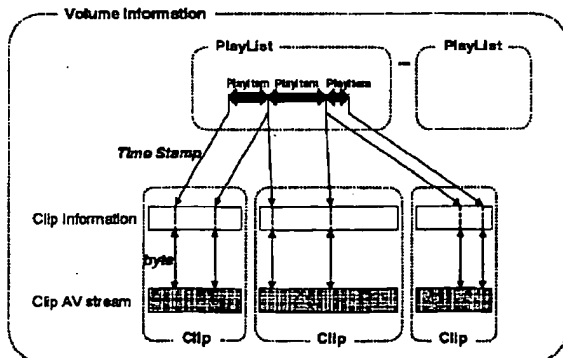 Volume Information
PlayList
PlayList
PlayItem PlayItem PlayItem
Time Stamp
Clip Information
byte
Clip AV stream
Clip
Clip
Clip